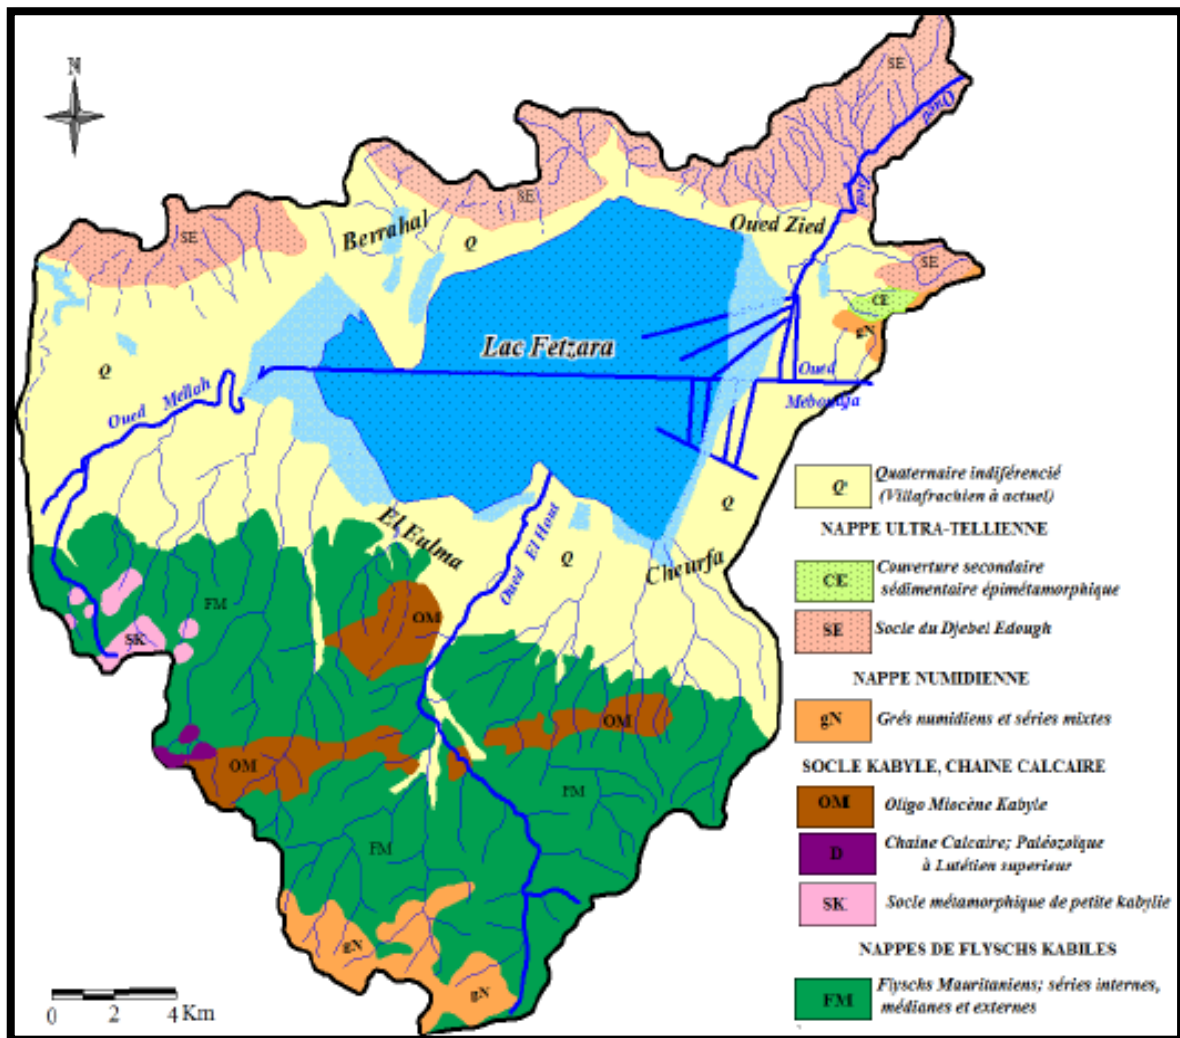 N
SE
Oued
Zied
Oued Zied
Berrahal
SE
Q
SE
SE
CE
gN
Lac Fetzara
Q
Oued Mellah
Oued
Meboudja
Q
El Eulma
Oued El Hout
Q
Cheurfa
FM
OM
SK
OM
OM
FM
FM
gN
gN
Q
Quaternaire indiférencié
(Villafrachien à actuel)
NAPPE ULTRA-TELLIENNE
CE
Couverture secondaire
sédimentaire épimétamorphique
SE
Socle du Djebel Edough
NAPPE NUMIDIENNE
gN
Grés numidiens et séries mixtes
SOCLE KABYLE, CHAINE CALCAIRE
OM
Oligo Miocène Kabyle
D
Chaine Calcaire; Paléozoïque
à Lutétien superieur
SK
Socle métamorphique de petite kabylie
NAPPES DE FLYSCHS KABILES
FM
Flyschs Mauritaniens; séries internes,
médianes et externes
0 2 4 Km